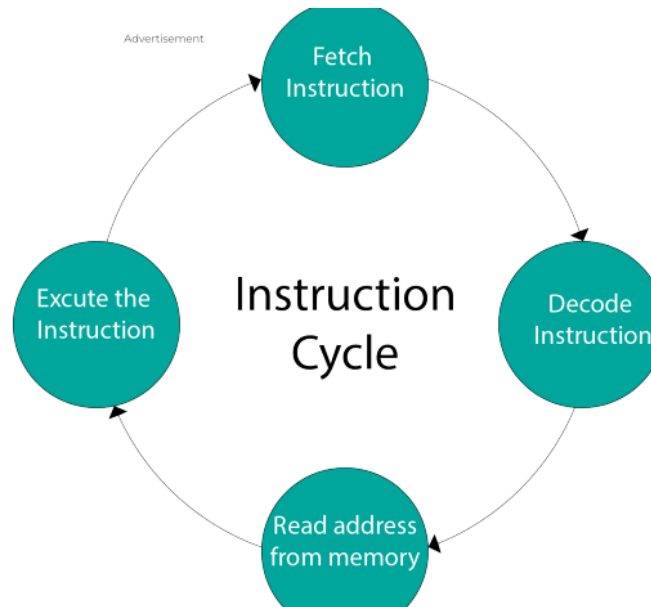 Advertisement
Fetch
Instruction
Decode
Instruction
Read address
from memory
Excute the
Instruction
Instruction
Cycle